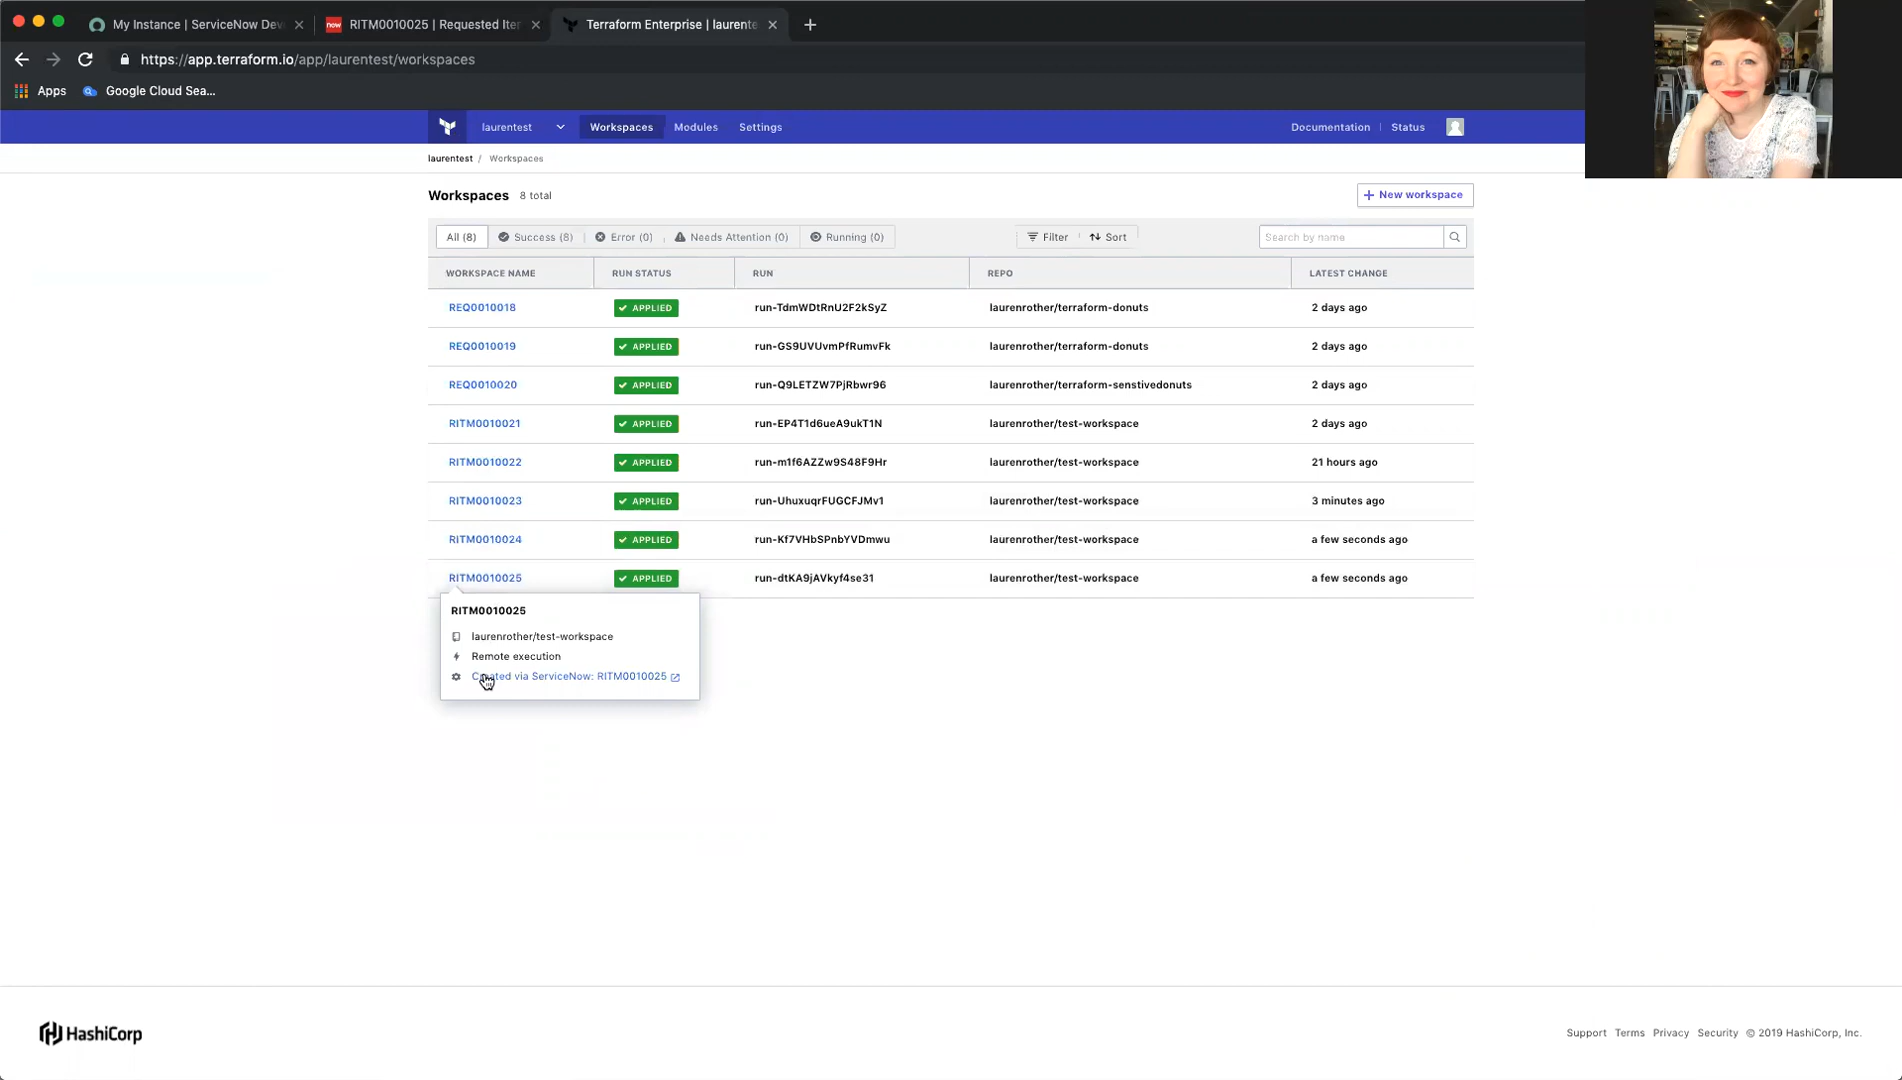 My Instance | ServiceNow Dev
RITM0010025 | Requested Iter
Terraform Enterprise | laurente
https://app.terraform.io/app/laurentest/workspaces
Apps
Google Cloud Sea...
laurentest
Workspaces
Modules
Settings
Documentation
Status
laurentest / Workspaces
Workspaces 8 total
+ New workspace
All (8)
Success (8)
Error (0)
Needs Attention (0)
Running (0)
Filter
Sort
Search by name
WORKSPACE NAME RUN STATUS RUN REPO LATEST CHANGE
REQ0010018 APPLIED run-TdmWDtRnU2F2kSyZ laurenrother/terraform-donuts 2 days ago
REQ0010019 APPLIED run-GS9UVUvmPfRumvFk laurenrother/terraform-donuts 2 days ago
REQ0010020 APPLIED run-Q9LETZW7PjRbwr96 laurenrother/terraform-senstivedonuts 2 days ago
RITM0010021 APPLIED run-EP4T1d6ueA9ukT1N laurenrother/test-workspace 2 days ago
RITM0010022 APPLIED run-m1f6AZZw9S48F9Hr laurenrother/test-workspace 21 hours ago
RITM0010023 APPLIED run-UhuxuqrFUGCFJMv1 laurenrother/test-workspace 3 minutes ago
RITM0010024 APPLIED run-Kf7VHbSPnbYVDmwu laurenrother/test-workspace a few seconds ago
RITM0010025 APPLIED run-dtKA9jAVkyf4se31 laurenrother/test-workspace a few seconds ago
RITM0010025
laurenrother/test-workspace
Remote execution
Created via ServiceNow: RITM0010025
HashiCorp
Support Terms Privacy Security © 2019 HashiCorp, Inc.